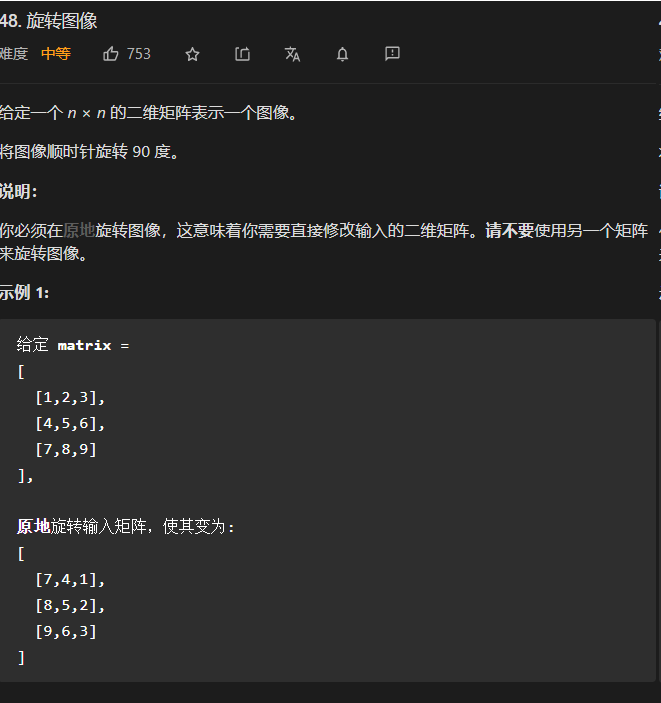 48. 旋转图像
难度 中等 753
给定一个 n × n 的二维矩阵表示一个图像。
将图像顺时针旋转 90 度。
说明：
你必须在原地旋转图像，这意味着你需要直接修改输入的二维矩阵。请不要使用另一个矩阵
来旋转图像。
示例 1:
给定 matrix =
[
[1,2,3],
[4,5,6],
[7,8,9]
],
原地旋转输入矩阵，使其变为:
[
[7,4,1],
[8,5,2],
[9,6,3]
]